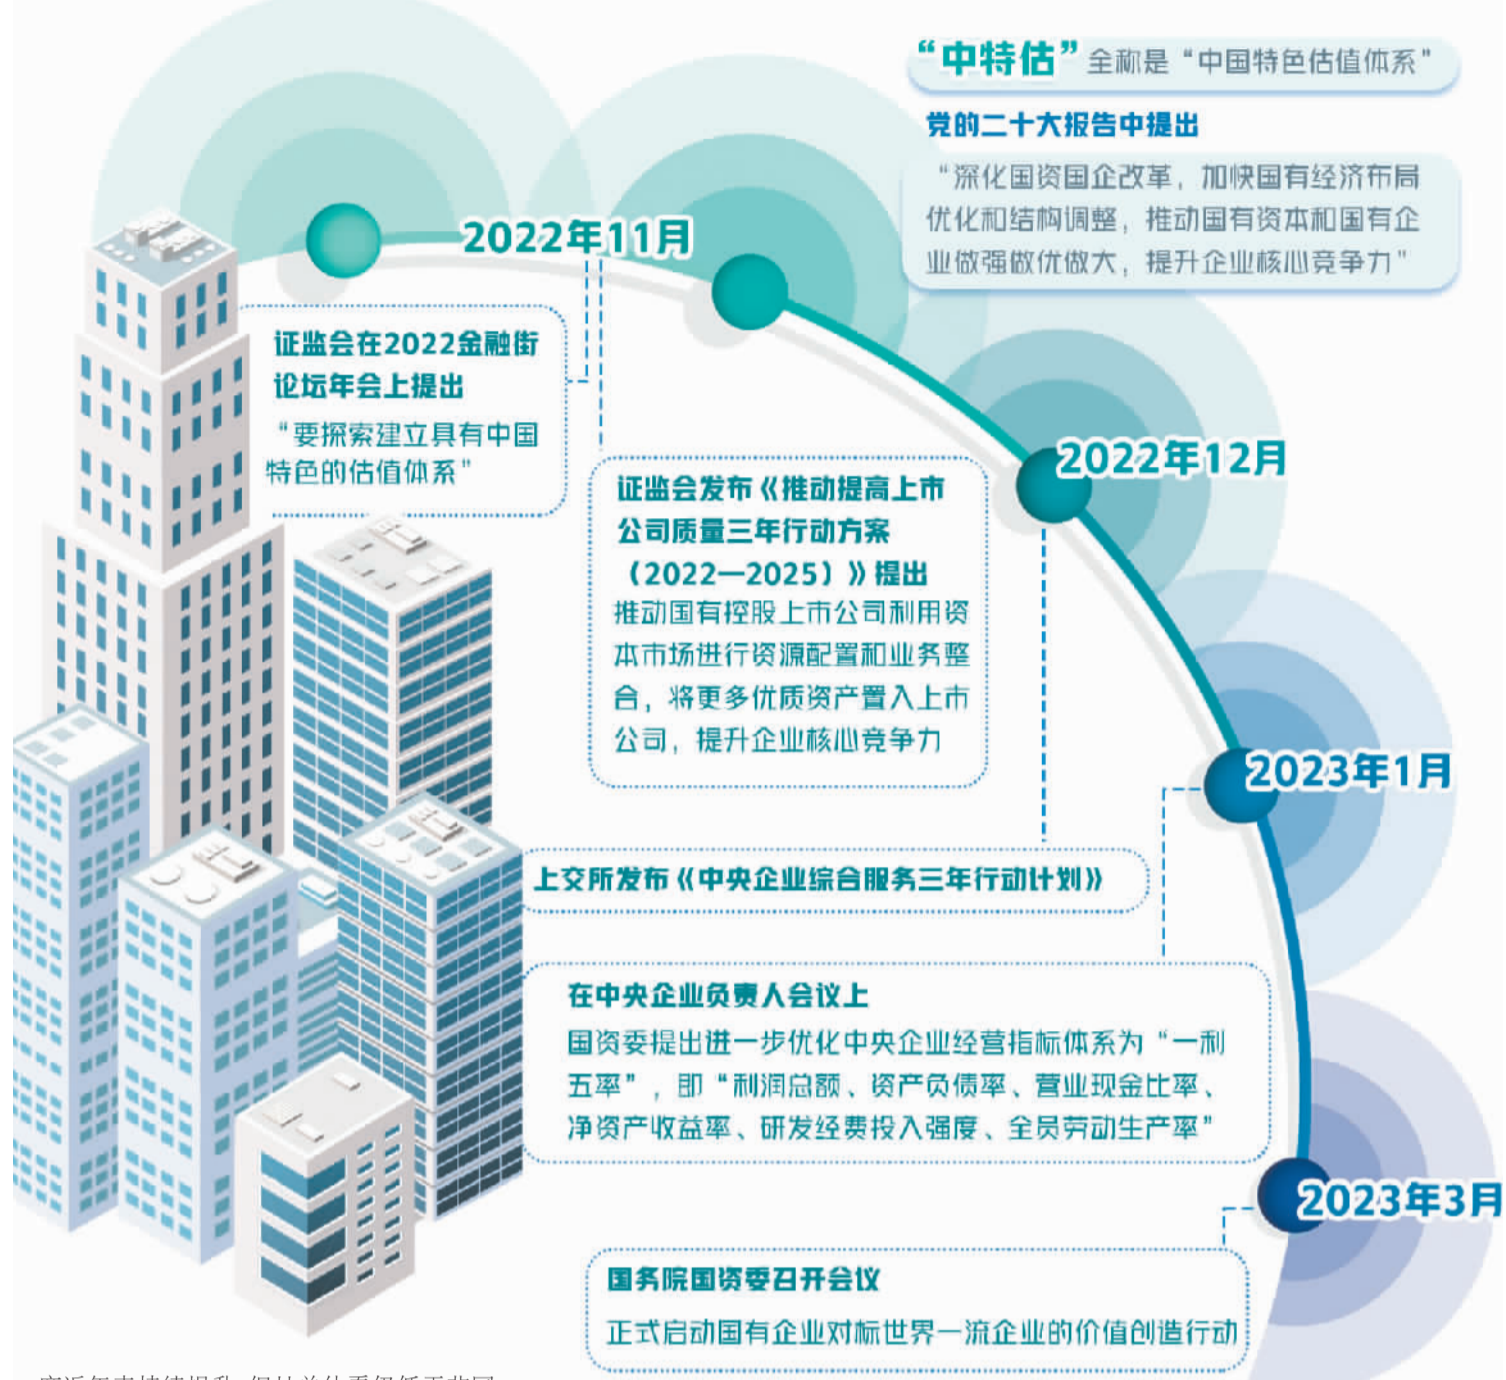 “中特估”全称是“中国特色估值体系”
党的二十大报告中提出
“深化国资国企改革，加快国有经济布局
优化和结构调整，推动国有资本和国有企
业做强做优做大，提升企业核心竞争力”
2022年11月
证监会在2022金融街
论坛年会上提出
“要探索建立具有中国
特色的估值体系”
证监会发布《推动提高上市
公司质量三年行动方案
（2022—2025）》提出
推动国有控股上市公司利用资
本市场进行资源配置和业务整
合，将更多优质资产置入上市
公司，提升企业核心竞争力
2022年12月
上交所发布《中央企业综合服务三年行动计划》
2023年1月
在中央企业负责人会议上
国资委提出进一步优化中央企业经营指标体系为“一利
五率”，即“利润总额、资产负债率、营业现金比率、
净资产收益率、研发经费投入强度、全员劳动生产率”
2023年3月
国务院国资委召开会议
正式启动国有企业对标世界一流企业的价值创造行动